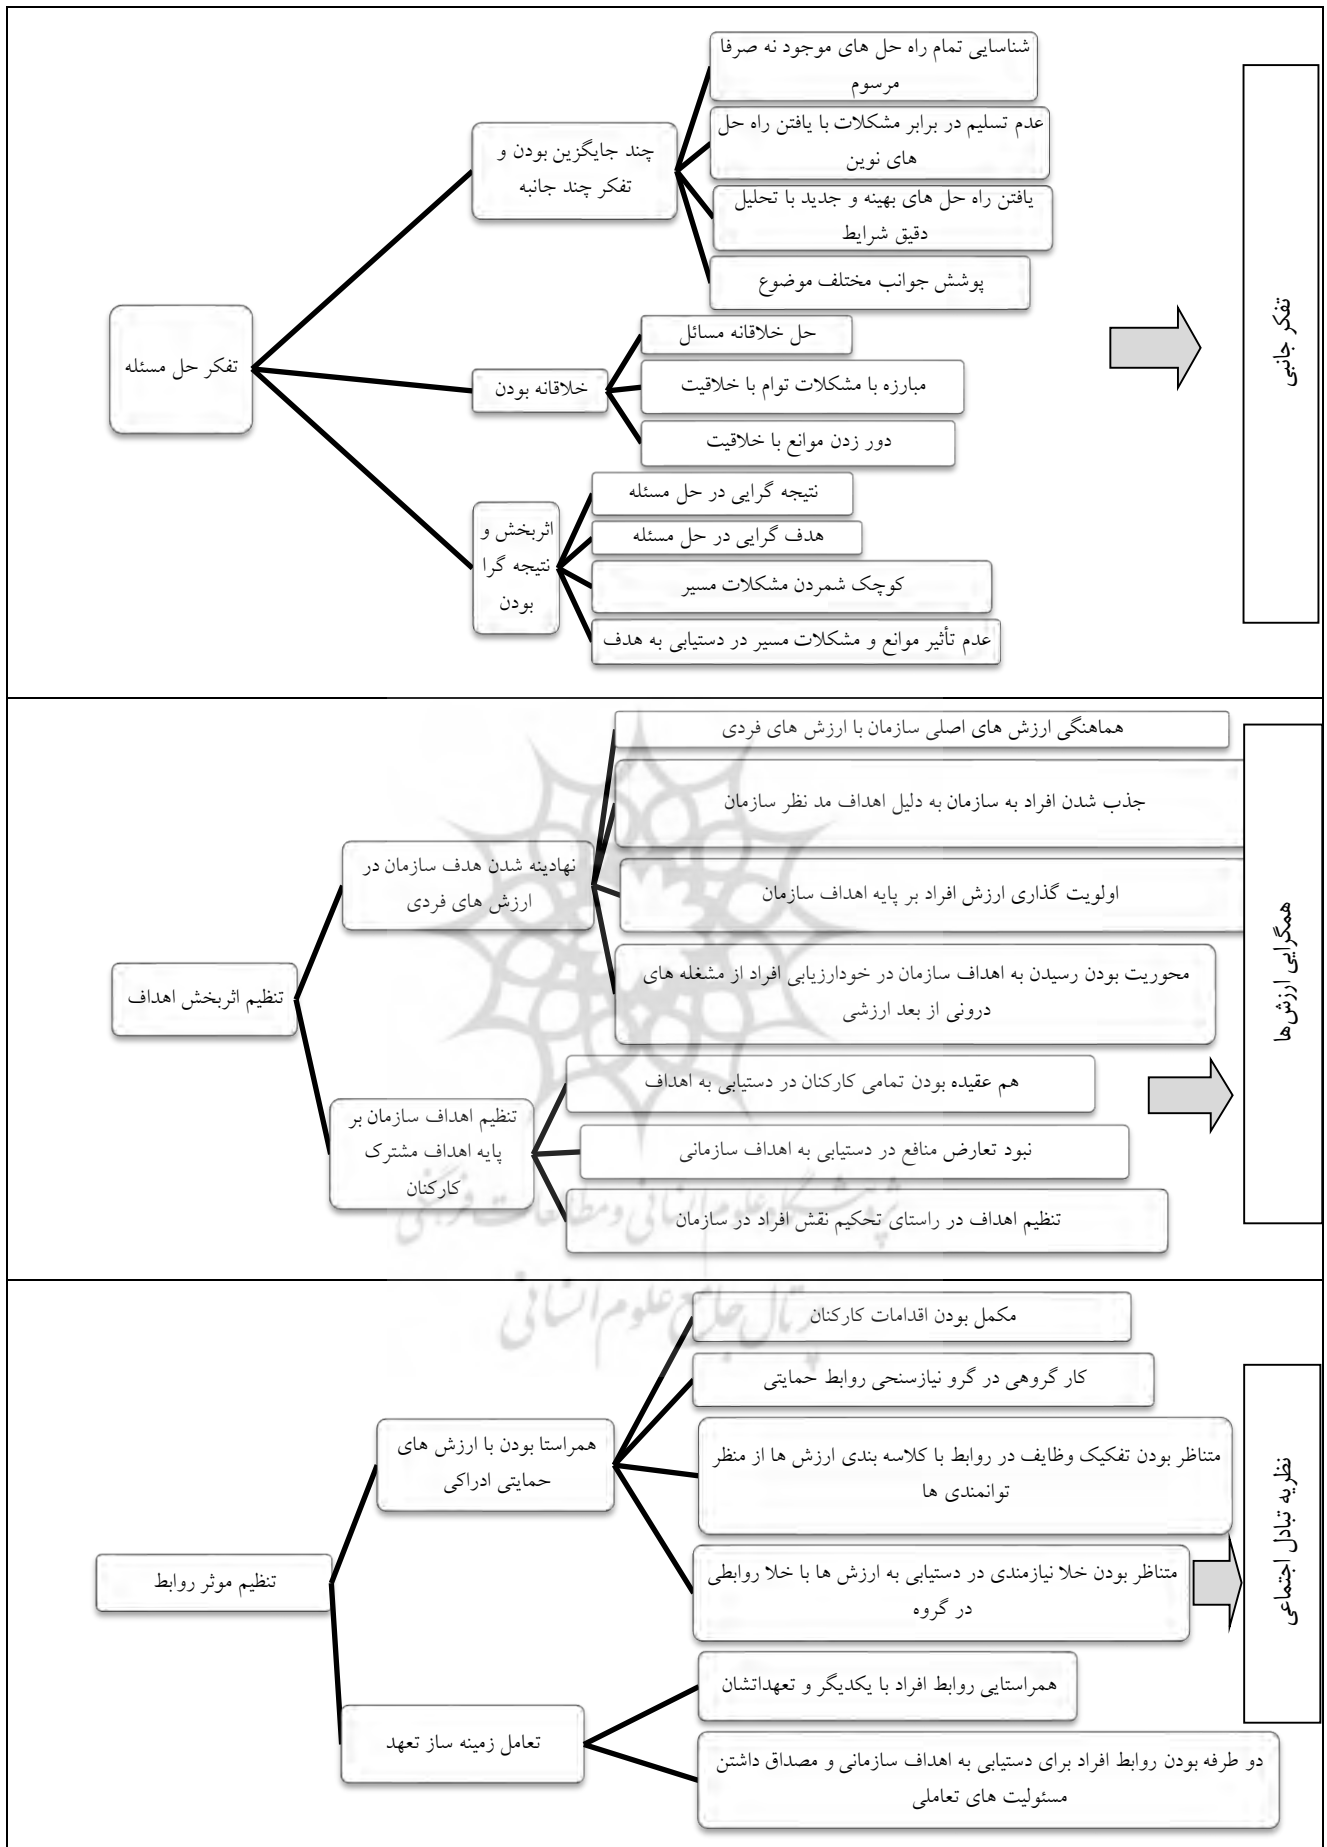 شناسایی تمام راه حل های موجود نه صرفا
مرسوم
عدم تسلیم در برابر مشکلات با یافتن راه حل
های نوین
یافتن راه حل های بهینه و جدید با تحلیل
دقیق شرایط
پوشش جوانب مختلف موضوع
چند جایگزین بودن و
تفکر چند جانبه
حل خلاقانه مسائل
مبارزه با مشکلات توام با خلاقیت
دور زدن موانع با خلاقیت
خلاقانه بودن
نتیجه گرایی در حل مسئله
هدف گرایی در حل مسئله
کوچک شمردن مشکلات مسیر
عدم تأثیر موانع و مشکلات مسیر در دستیابی به هدف
اثربخش و
نتیجه گرا
بودن
تفکر حل مسئله
تفکر جانبی
هماهنگی ارزش های اصلی سازمان با ارزش های فردی
جذب شدن افراد به سازمان به دلیل اهداف مد نظر سازمان
اولویت گذاری ارزش افراد بر پایه اهداف سازمان
محوریت بودن رسیدن به اهداف سازمان در خودارزیابی افراد از مشغله های
درونی از بعد ارزشی
نهادینه شدن هدف سازمان در
ارزش های فردی
هم عقیده بودن تمامی کارکنان در دستیابی به اهداف
نبود تعارض منافع در دستیابی به اهداف سازمانی
تنظیم اهداف در راستای تحکیم نقش افراد در سازمان
تنظیم اهداف سازمان بر
پایه اهداف مشترک
کارکنان
تنظیم اثربخش اهداف
همگرایی ارزش‌ها
پژوهشگاه علوم انسانی و مطالعات فرهنگی
پرتال جامع علوم انسانی
مکمل بودن اقدامات کارکنان
کار گروهی در گرو نیازسنحی روابط حمایتی
متناظر بودن تفکیک وظایف در روابط با کلاسه بندی ارزش ها از منظر
توانمندی ها
متناظر بودن خلا نیازمندی در دستیابی به ارزش ها با خلا روابطی
در گروه
همراستا بودن با ارزش های
حمایتی ادراکی
همراستایی روابط افراد با یکدیگر و تعهداتشان
دو طرفه بودن روابط افراد برای دستیابی به اهداف سازمانی و مصداق داشتن
مسئولیت های تعاملی
تعامل زمینه ساز تعهد
تنظیم موثر روابط
نظریه تبادل اجتماعی